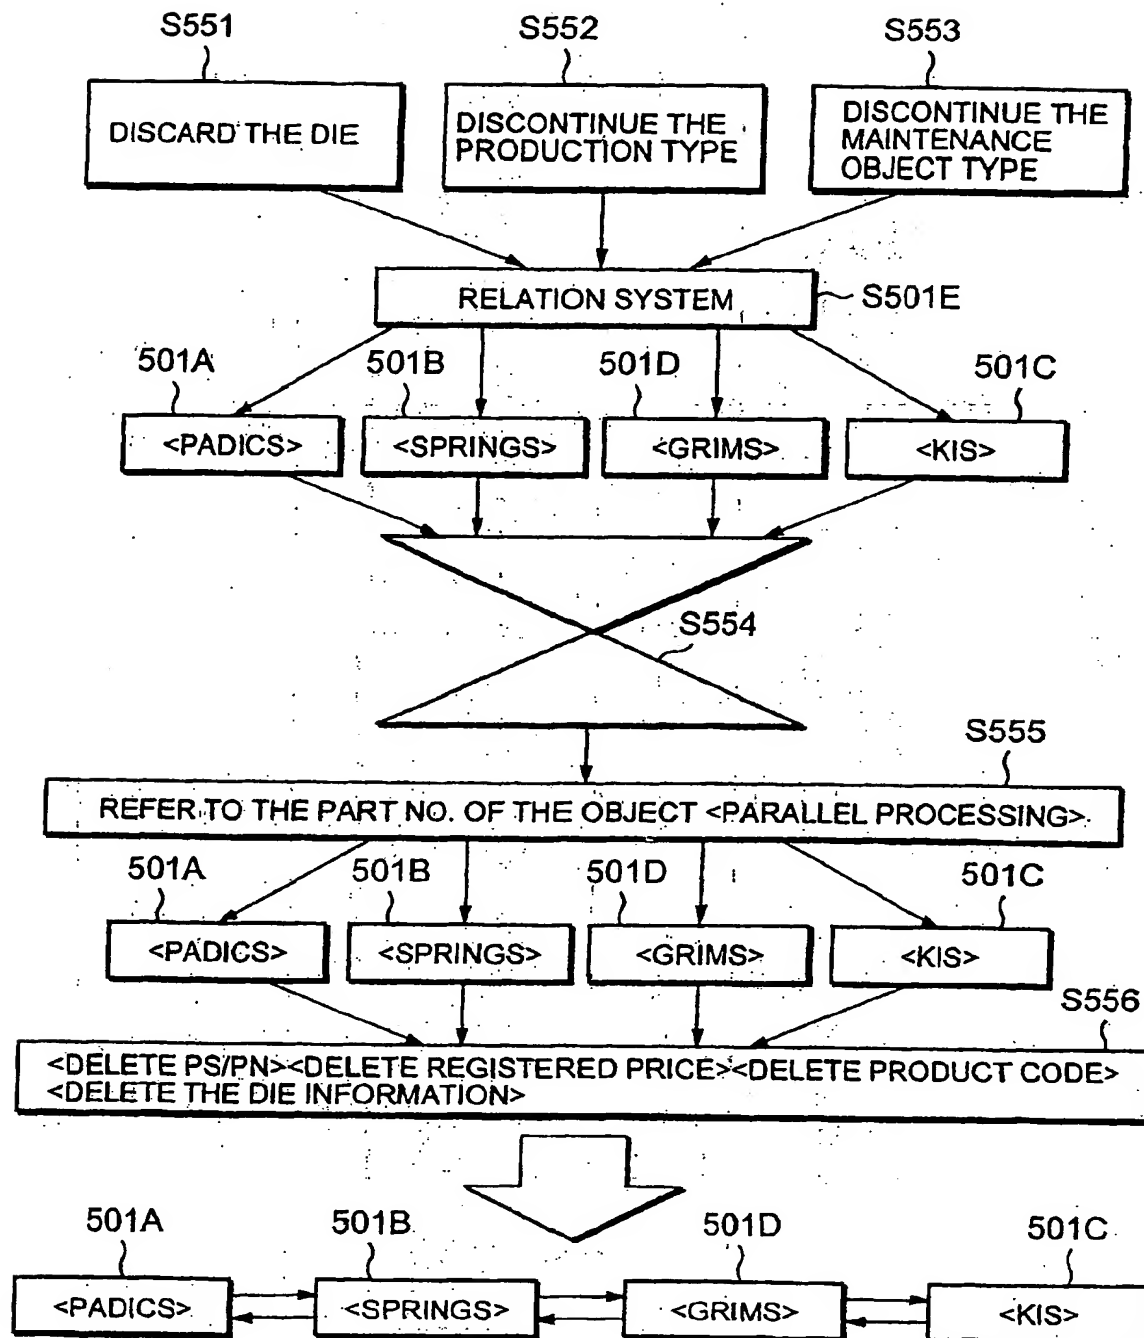 S551
S552
S553
DISCARD THE DIE
DISCONTINUE THE
PRODUCTION TYPE
DISCONTINUE THE
MAINTENANCE
OBJECT TYPE
RELATION SYSTEM
S501E
501A
501B
501D
501C
<PADICS>
<SPRINGS>
<GRIMS>
<KIS>
S554
S555
REFER TO THE PART NO. OF THE OBJECT <PARALLEL PROCESSING>
501A
501B
501D
501C
<PADICS>
<SPRINGS>
<GRIMS>
<KIS>
S556
<DELETE PS/PN><DELETE REGISTERED PRICE><DELETE PRODUCT CODE>
<DELETE THE DIE INFORMATION>
501A
501B
501D
501C
<PADICS>
<SPRINGS>
<GRIMS>
<KIS>